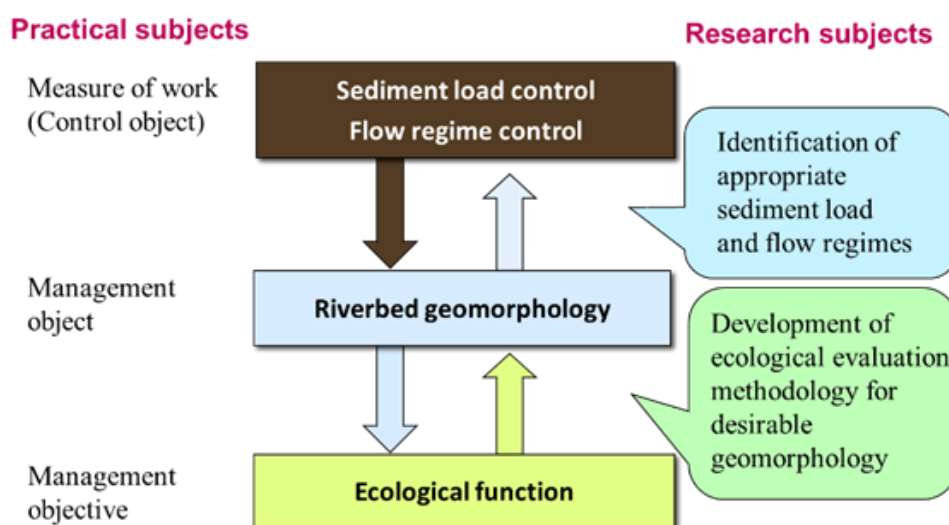 Practical subjects
Research subjects
Measure of work
(Control object)
Sediment load control
Flow regime control
Identification of
appropriate
sediment load
and flow regimes
Management
object
Riverbed geomorphology
Development of
ecological evaluation
methodology for
desirable
geomorphology
Management
objective
Ecological function